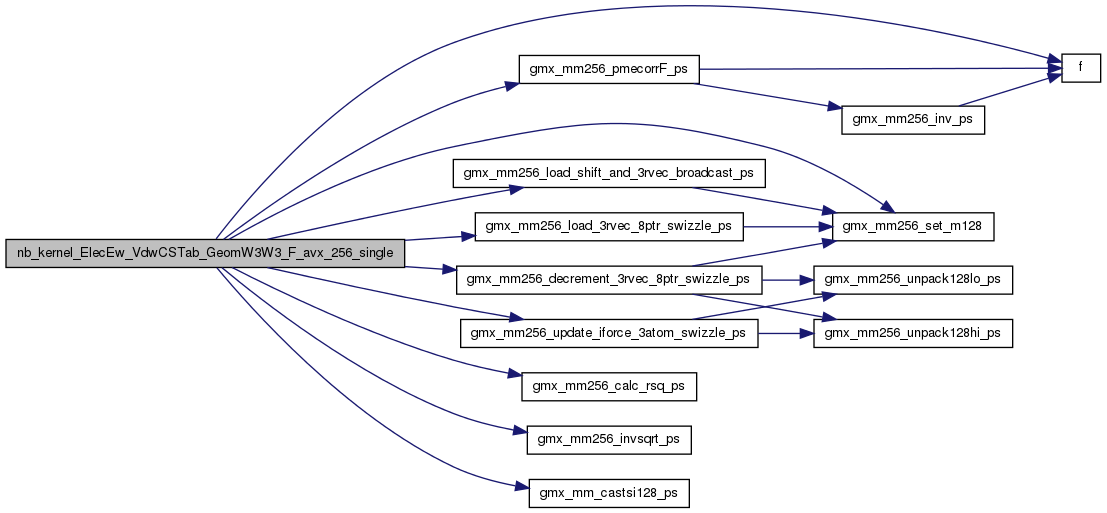 gmx_mm256_pmecorrF_ps
f
gmx_mm256_inv_ps
gmx_mm256_load_shift_and_3rvec_broadcast_ps
gmx_mm256_load_3rvec_8ptr_swizzle_ps
gmx_mm256_set_m128
nb_kernel_ElecEw_VdwCSTab_GeomW3W3_F_avx_256_single
gmx_mm256_decrement_3rvec_8ptr_swizzle_ps
gmx_mm256_unpack128lo_ps
gmx_mm256_update_iforce_3atom_swizzle_ps
gmx_mm256_unpack128hi_ps
gmx_mm256_calc_rsq_ps
gmx_mm256_invsqrt_ps
gmx_mm_castsi128_ps